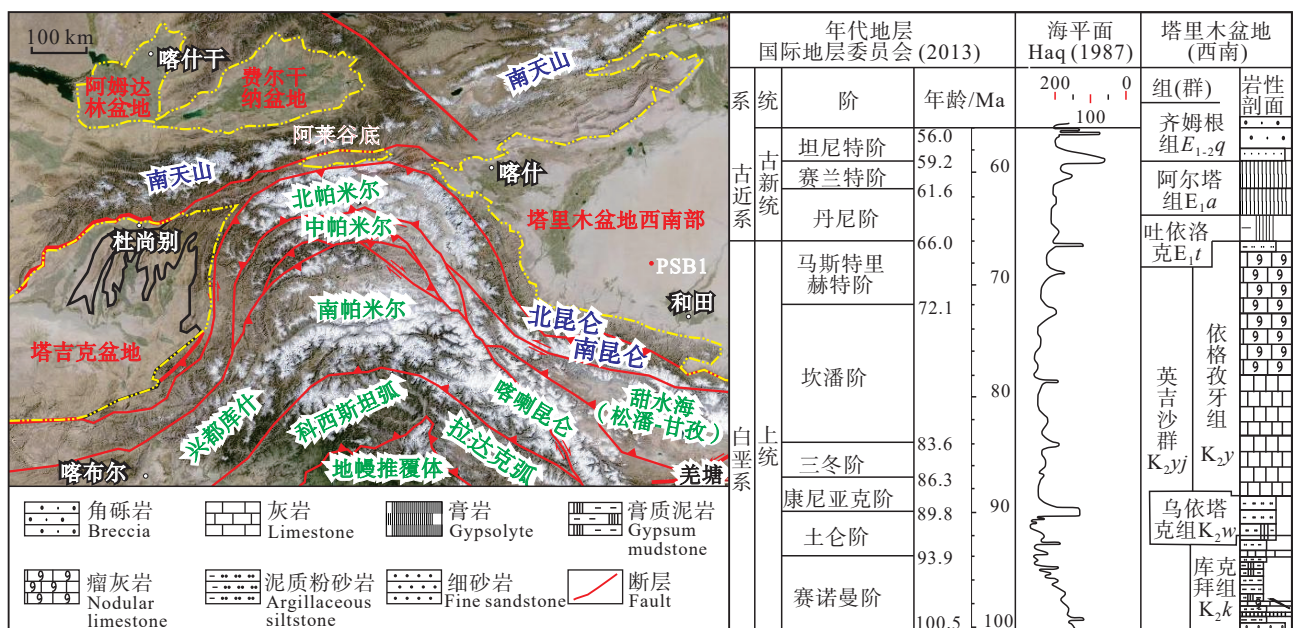 100 km
喀什干
阿姆达
林盆地
费尔干
纳盆地
南天山
阿莱谷底
南天山
喀什
北帕米尔
中帕米尔
塔里木盆地西南部
杜尚别
PSB1
和田
南帕米尔
北昆仑
南昆仑
塔吉克盆地
兴都库什
科西斯坦弧
喀喇昆仑
甜水海
(松潘-甘孜)
拉达克弧
地幔推覆体
羌塘
喀布尔
角砾岩
Breccia
灰岩
Limestone
膏岩
Gypsolyte
膏质泥岩
Gypsum
mudstone
瘤灰岩
Nodular
limestone
泥质粉砂岩
Argillaceous
siltstone
细砂岩
Fine sandstone
断层
Fault
年代地层
国际地层委员会(2013)
海平面
Haq(1987)
塔里木盆地
(西南)
系
统
阶
年龄/Ma
200
0
100
组(群)
岩性
剖面
古近系
古新统
坦尼特阶
赛兰特阶
丹尼阶
56.0
59.2
61.6
66.0
60
齐姆根
组E1-2q
阿尔塔
组E1a
吐依洛
克E1t
白垩系
上统
马斯特里
赫特阶
坎潘阶
三冬阶
康尼亚克阶
土仑阶
赛诺曼阶
72.1
83.6
86.3
89.8
93.9
100.5
70
80
90
100
英吉沙群
K2yj
依格孜牙组
K2y
乌依塔
克组K2w
库克
拜组
K2k